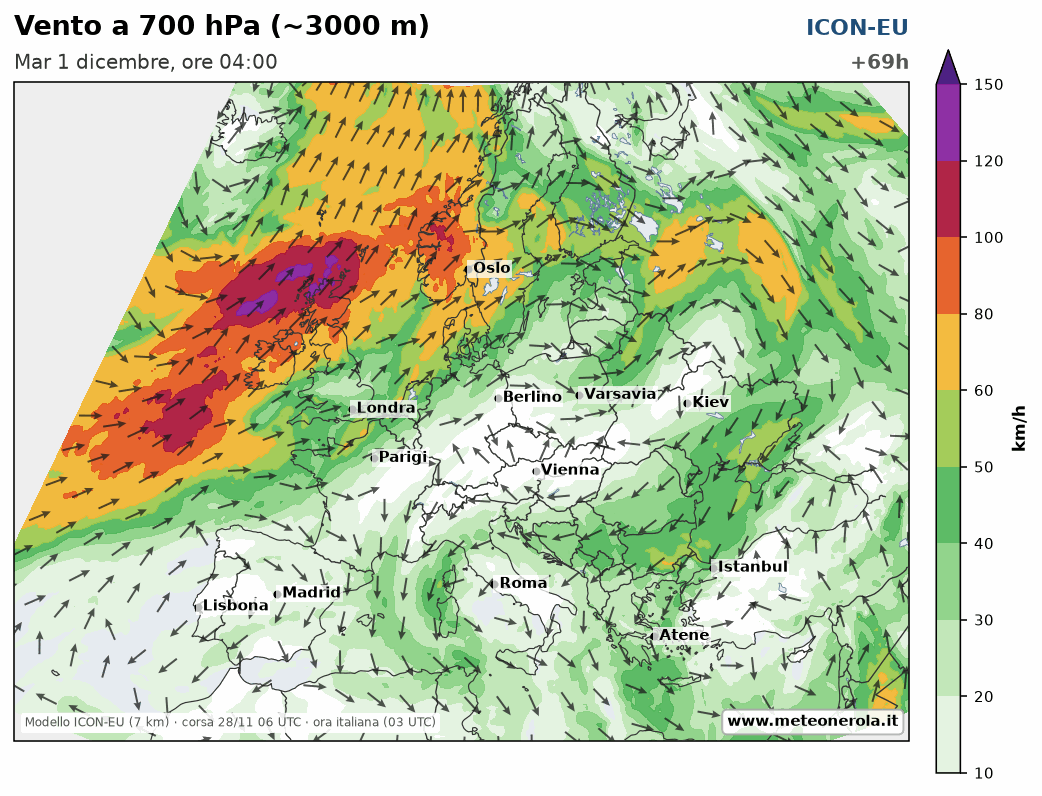 Vento a 700 hPa (~3000 m)
ICON-EU
Mar 1 dicembre, ore 04:00
+69h
150
120
100
80
60
50
40
30
20
10
km/h
Oslo
Londra
Berlino
Varsavia
Kiev
Parigi
Vienna
Istanbul
Roma
Madrid
Lisbona
Atene
Modello ICON-EU (7 km) · corsa 28/11 06 UTC · ora italiana (03 UTC)
www.meteonerola.it